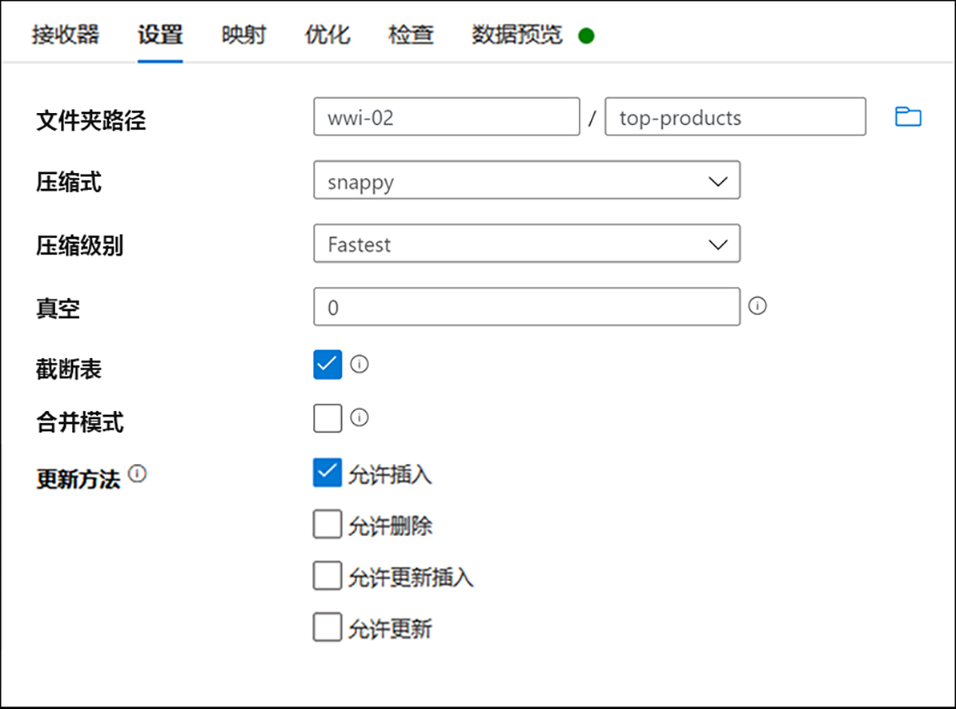 接收器 设置 映射 优化 检查 数据预览
文件夹路径 wwi-02 / top-products
压缩式 snappy
压缩级别 Fastest
真空 0
截断表
合并模式
更新方法 允许插入
允许删除
允许更新插入
允许更新